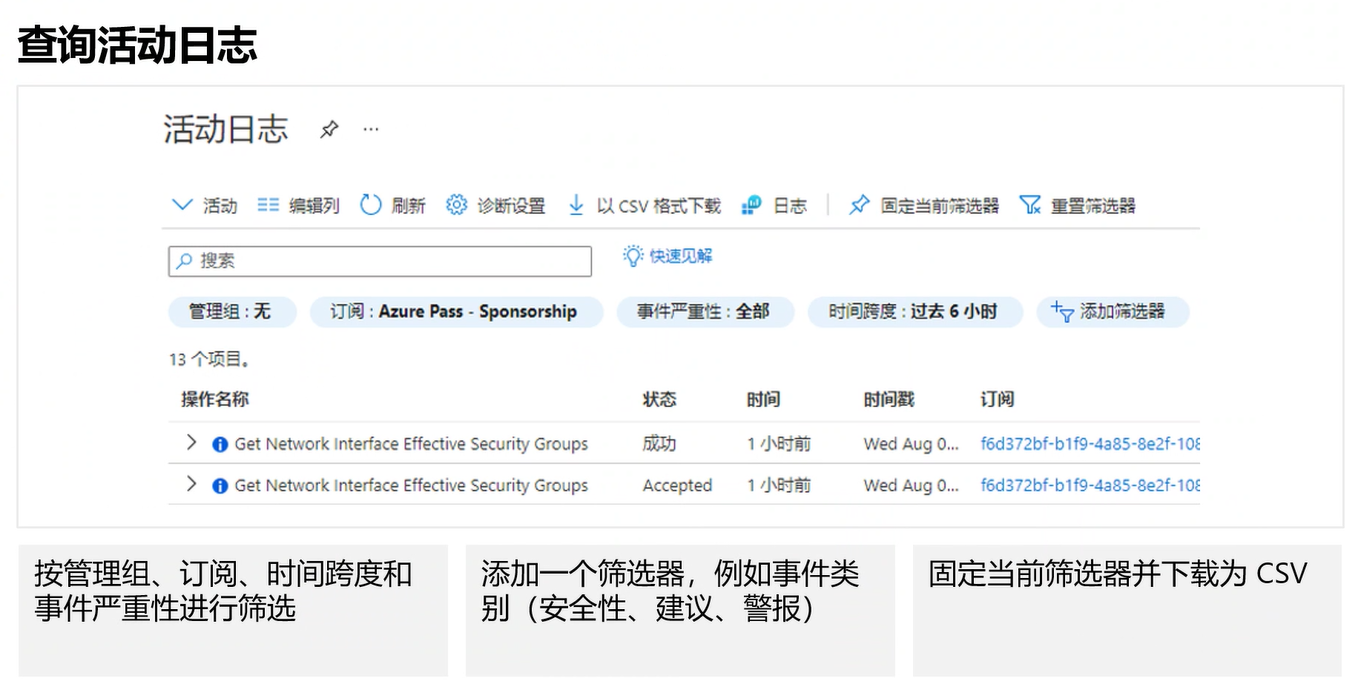 查询活动日志
活动日志 ···
活动 编辑列 刷新 诊断设置 以 CSV 格式下载 日志 固定当前筛选器 重置筛选器
搜索 快速见解
管理组 : 无 订阅 : Azure Pass - Sponsorship 事件严重性 : 全部 时间跨度 : 过去 6 小时 添加筛选器
13 个项目。
操作名称 状态 时间 时间戳 订阅
Get Network Interface Effective Security Groups 成功 1 小时前 Wed Aug 0... f6d372bf-b1f9-4a85-8e2f-108
Get Network Interface Effective Security Groups Accepted 1 小时前 Wed Aug 0... f6d372bf-b1f9-4a85-8e2f-108
按管理组、订阅、时间跨度和
事件严重性进行筛选
添加一个筛选器，例如事件类
别（安全性、建议、警报）
固定当前筛选器并下载为 CSV